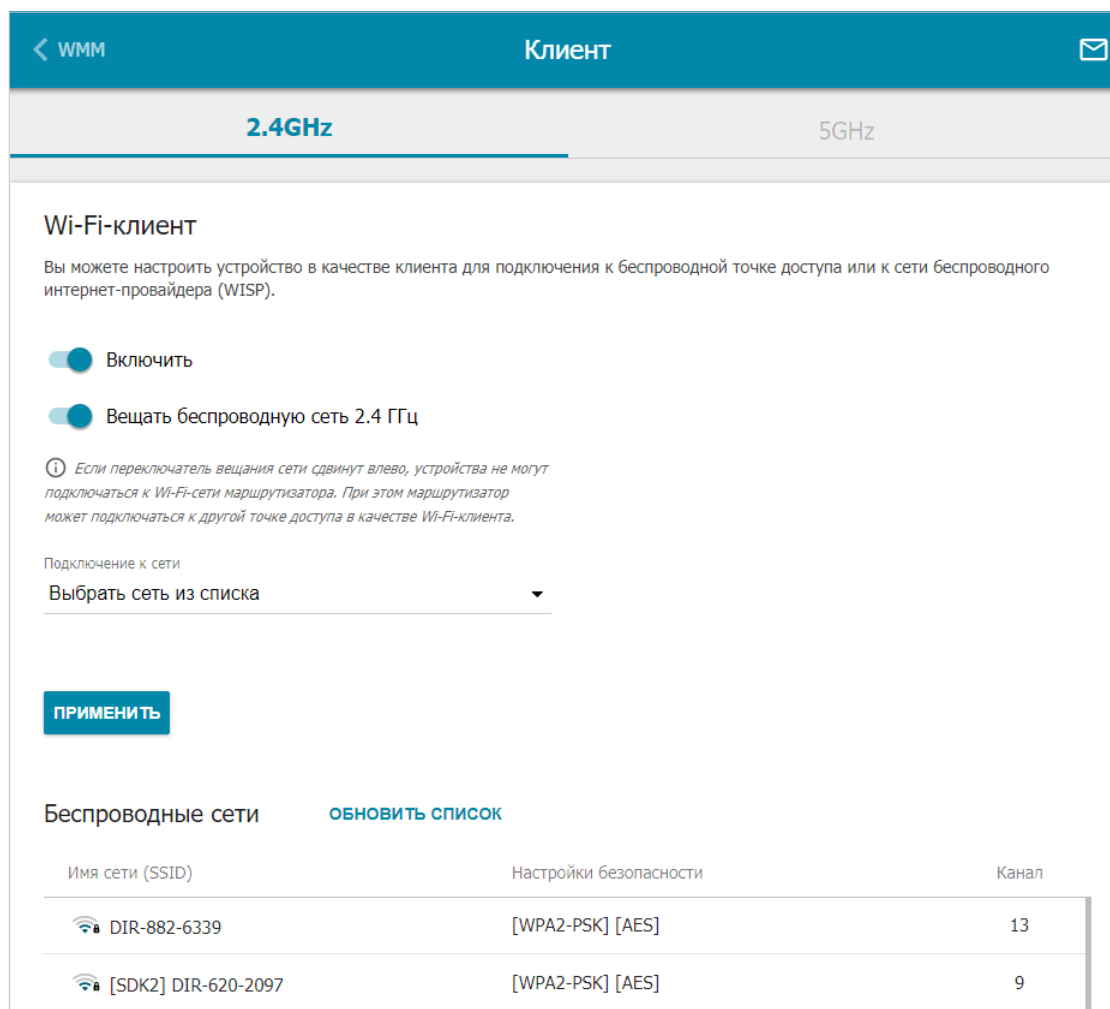 WMM Клиент
2.4GHz 5GHz
Wi-Fi-клиент
Вы можете настроить устройство в качестве клиента для подключения к беспроводной точке доступа или к сети беспроводного
интернет-провайдера (WISP).
Включить
Вещать беспроводную сеть 2.4 ГГц
Если переключатель вещания сети сдвинут влево, устройства не могут
подключаться к Wi-Fi-сети маршрутизатора. При этом маршрутизатор
может подключаться к другой точке доступа в качестве Wi-Fi-клиента.
Подключение к сети
Выбрать сеть из списка
ПРИМЕНИТЬ
Беспроводные сети ОБНОВИТЬ СПИСОК
Имя сети (SSID) Настройки безопасности Канал
DIR-882-6339 [WPA2-PSK] [AES] 13
[SDK2] DIR-620-2097 [WPA2-PSK] [AES] 9